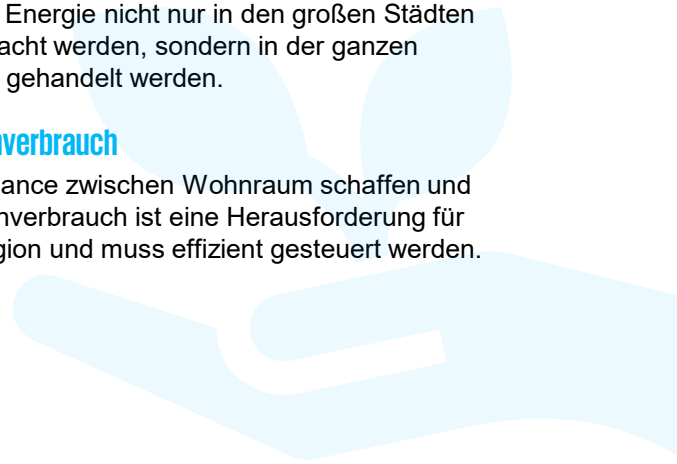 Energie nicht nur in den großen Städten
acht werden, sondern in der ganzen
gehandelt werden.
nverbrauch
ance zwischen Wohnraum schaffen und
nverbrauch ist eine Herausforderung für
gion und muss effizient gesteuert werden.